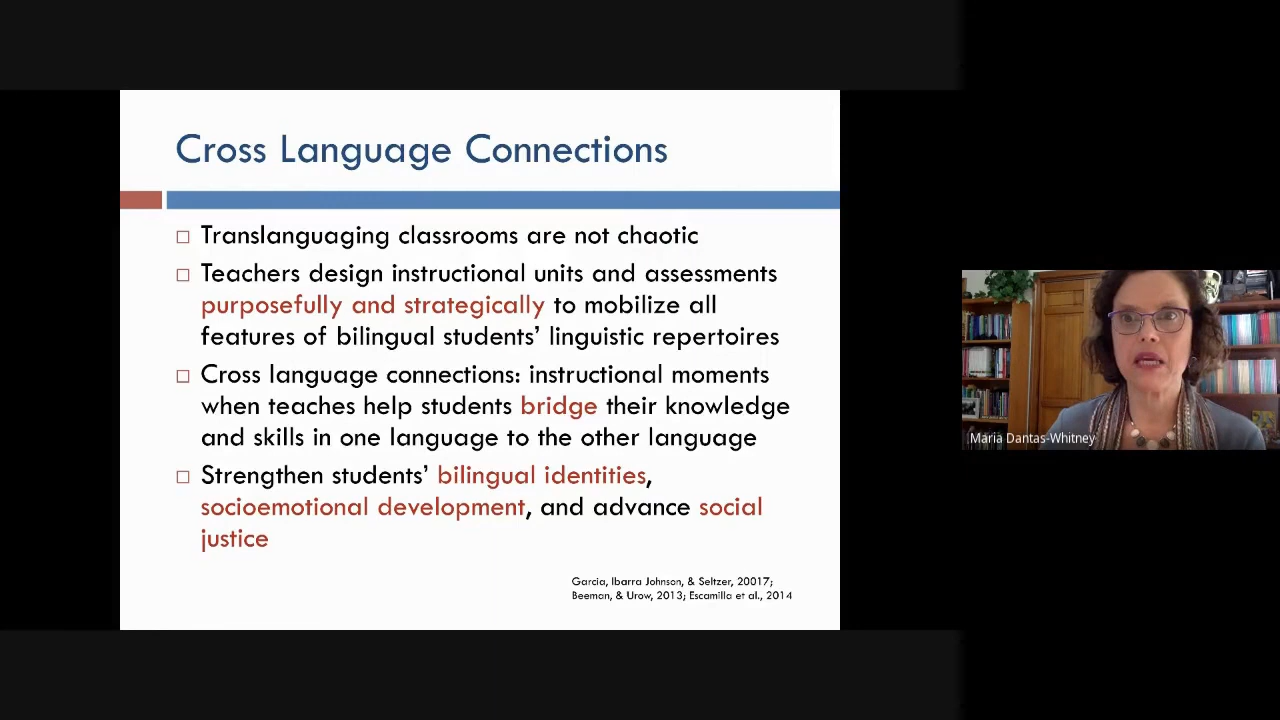 Cross Language Connections
Translanguaging classrooms are not chaotic
Teachers design instructional units and assessments
purposefully and strategically to mobilize all
features of bilingual students’ linguistic repertoires
Cross language connections: instructional moments
when teaches help students bridge their knowledge
and skills in one language to the other language
Strengthen students’ bilingual identities,
socioemotional development, and advance social
justice
Garcia, Ibarra Johnson, & Seltzer, 20017;
Beeman, & Urow, 2013; Escamilla et al., 2014
Maria Dantas-Whitney